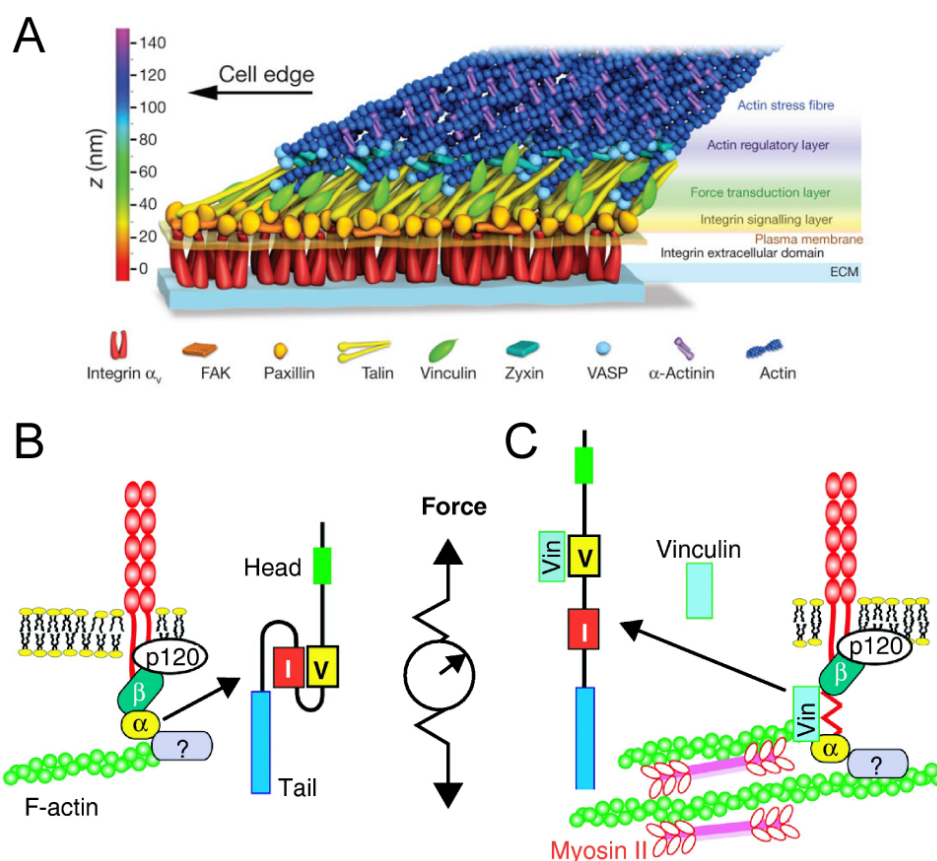 A
z (nm)
140
120
100
80
60
40
20
0
Cell edge
Actin stress fibre
Actin regulatory layer
Force transduction layer
Integrin signalling layer
Plasma membrane
Integrin extracellular domain
ECM
Integrin αv FAK Paxillin Talin Vinculin Zyxin VASP α-Actinin Actin
B
p120
β
α
?
F-actin
Head
I V
Tail
Force
C
Vin V
I
Vinculin
p120
β
Vin
α
?
Myosin II